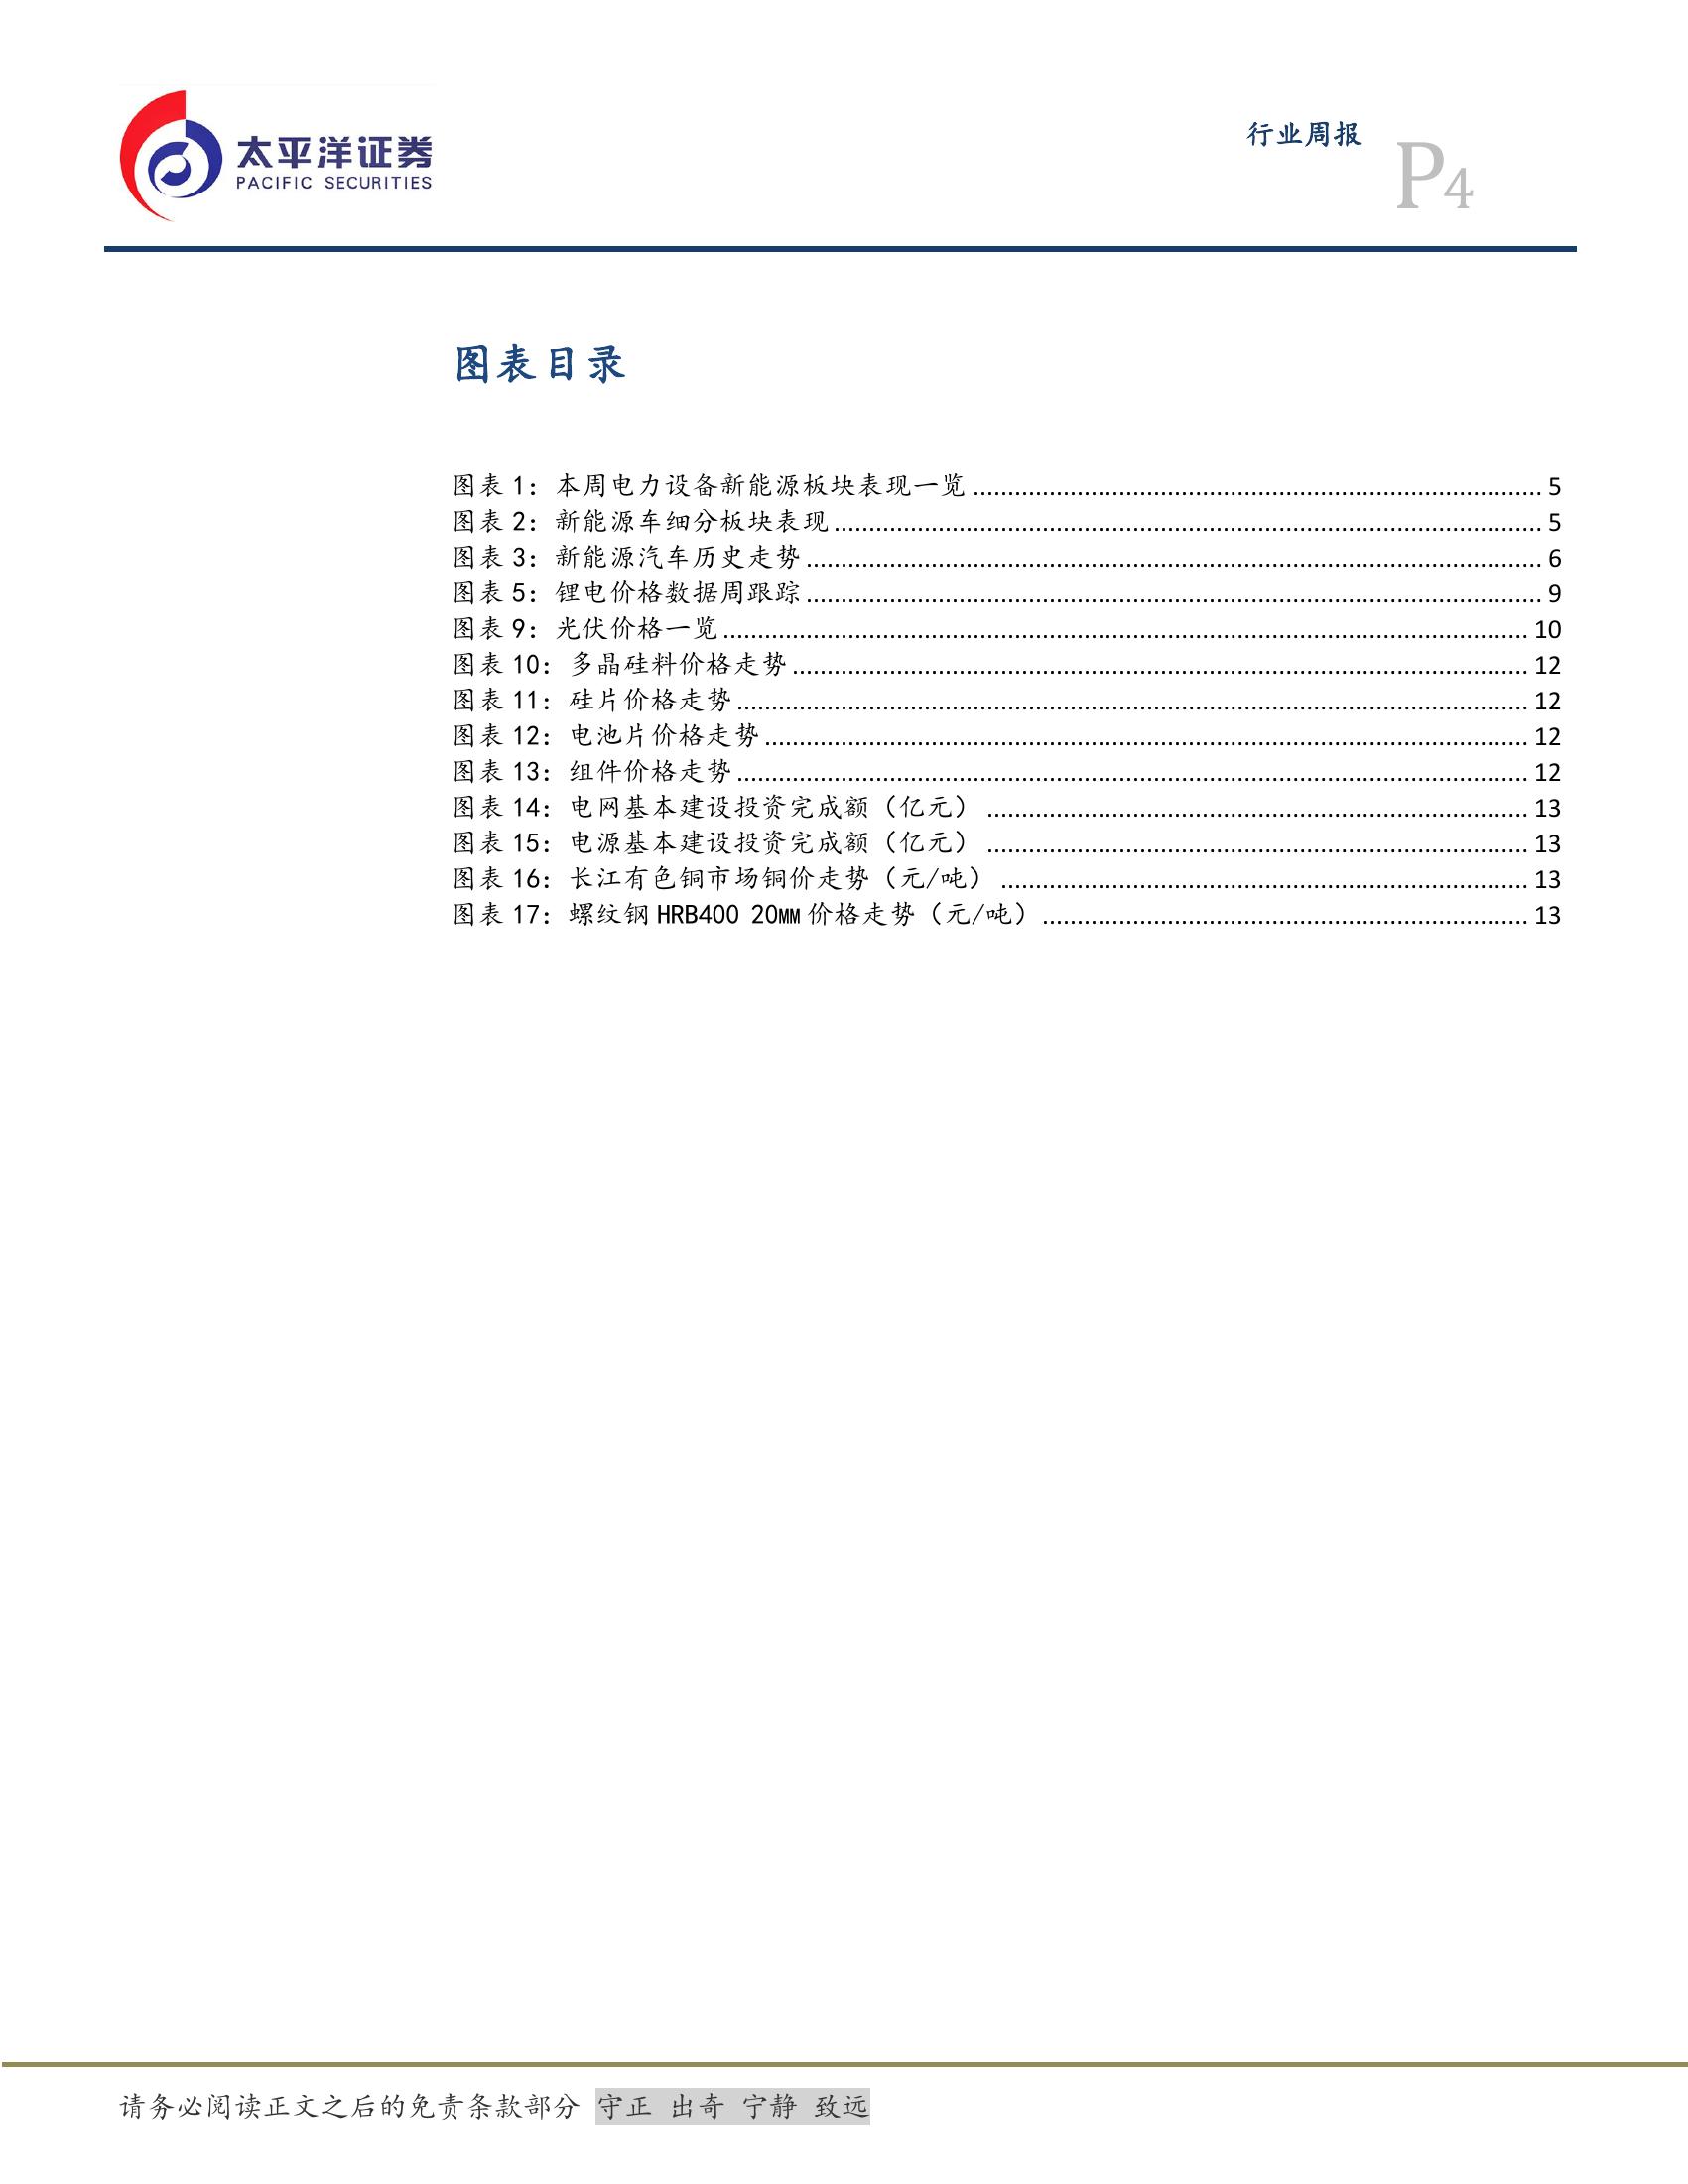 太平洋证券
PACIFIC SECURITIES
行业周报
P4
图表目录
图表 1：本周电力设备新能源板块表现一览 5
图表 2：新能源车细分板块表现 5
图表 3：新能源汽车历史走势 6
图表 5：锂电价格数据周跟踪 9
图表 9：光伏价格一览 10
图表 10：多晶硅料价格走势 12
图表 11：硅片价格走势 12
图表 12：电池片价格走势 12
图表 13：组件价格走势 12
图表 14：电网基本建设投资完成额（亿元） 13
图表 15：电源基本建设投资完成额（亿元） 13
图表 16：长江有色铜市场铜价走势（元/吨） 13
图表 17：螺纹钢 HRB400 20MM 价格走势（元/吨） 13
请务必阅读正文之后的免责条款部分 守正 出奇 宁静 致远